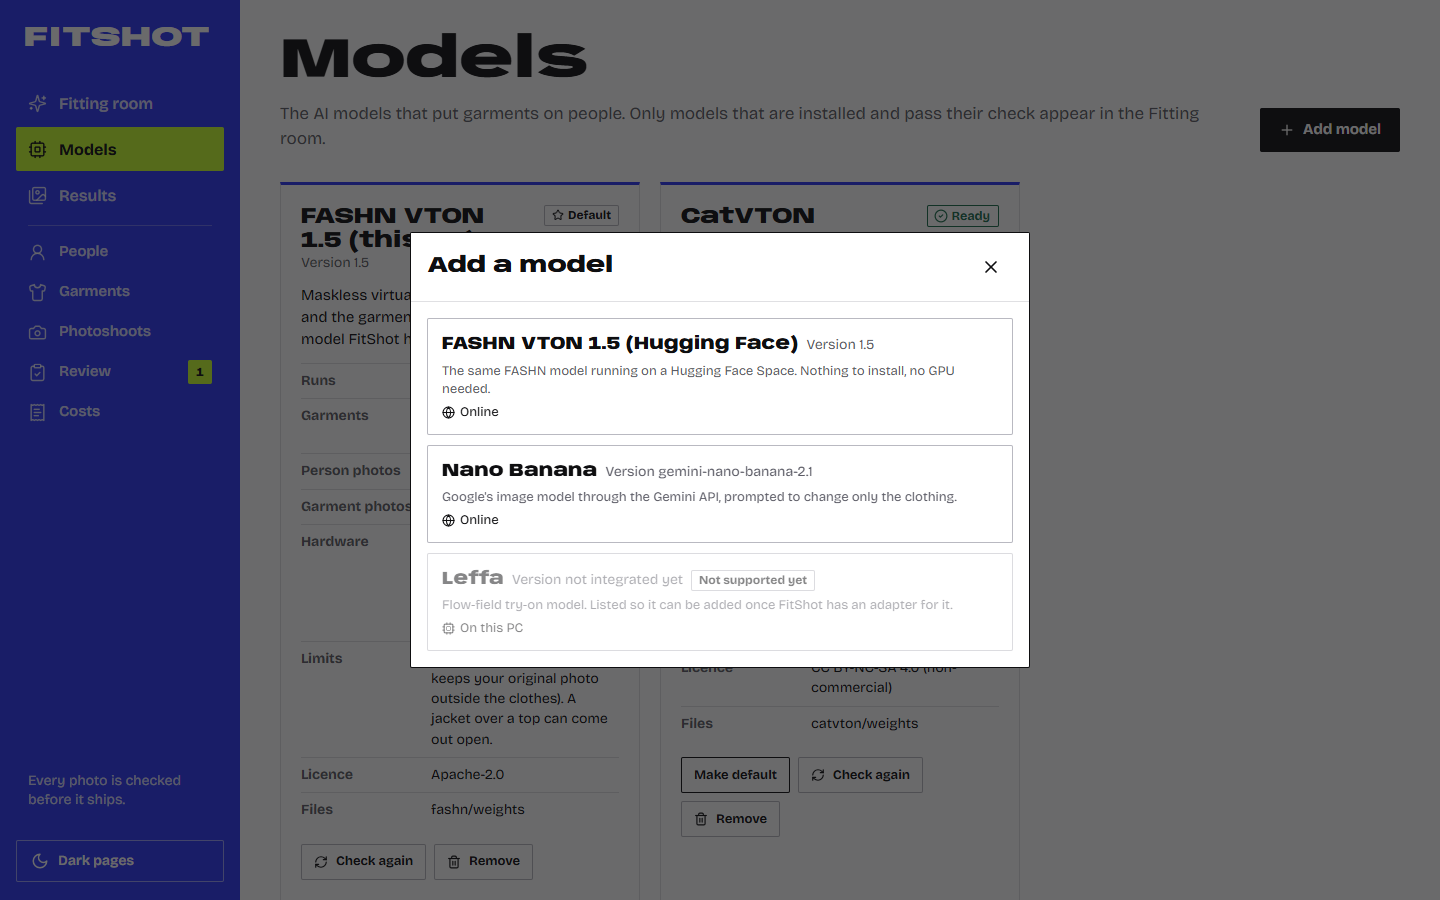 FITSHOT
Fitting room
Models
Results
People
Garments
Photoshoots
Review
1
Costs
Every photo is checked
before it ships.
Dark pages
Models
The AI models that put garments on people. Only models that are installed and pass their check appear in the Fitting
room.
Add model
FASHN VTON
Default
1.5 (this
Version 1.5
Maskless
and the
model FitShot
Runs
Garments
Person photos
Garment photos
Hardware
Limits
keeps your original photo
outside the clothes). A
jacket over a top can come
out open.
Licence
Apache-2.0
Files
fashn/weights
Check again
Remove
CatVTON
Ready
Licence
CC BY-NC-SA 4.0 (non-
commercial)
Files
catvton/weights
Make default
Check again
Remove
Add a model
FASHN VTON 1.5 (Hugging Face) Version 1.5
The same FASHN model running on a Hugging Face Space. Nothing to install, no GPU
needed.
Online
Nano Banana Version gemini-nano-banana-2.1
Google's image model through the Gemini API, prompted to change only the clothing.
Online
Leffa Version not integrated yet Not supported yet
Flow-field try-on model. Listed so it can be added once FitShot has an adapter for it.
On this PC